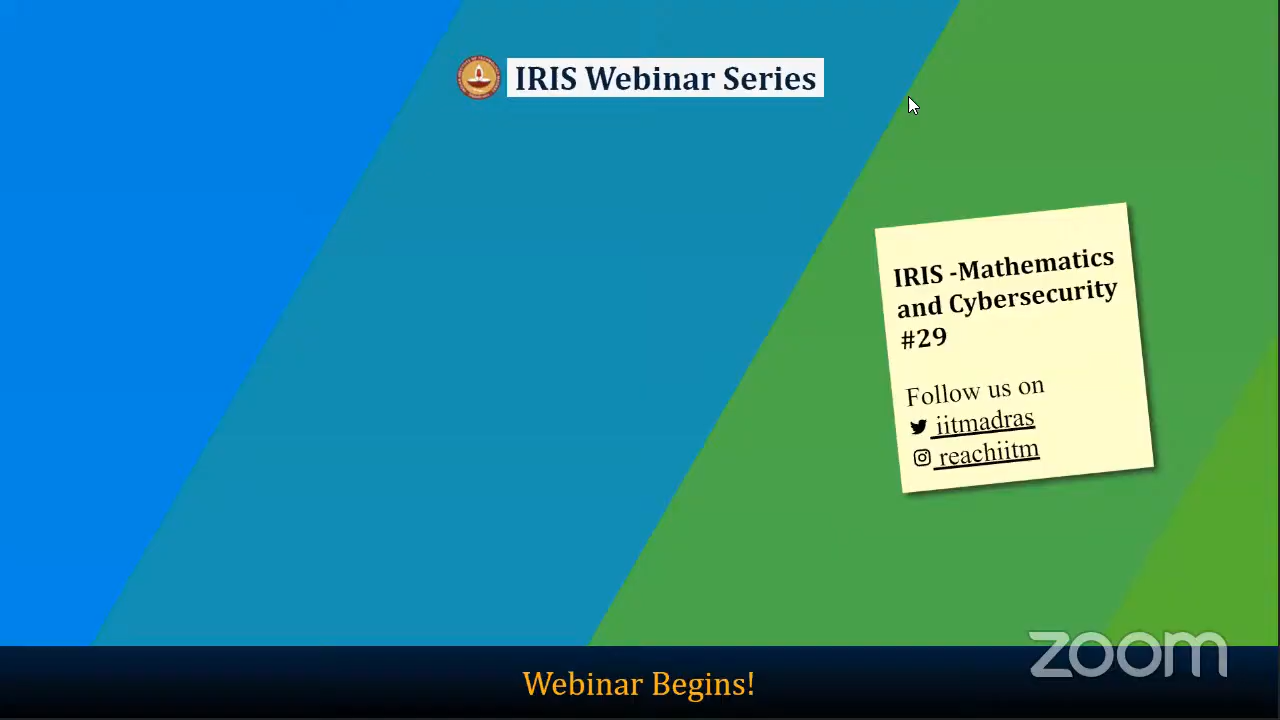 IRIS Webinar Series
IRIS -Mathematics
and Cybersecurity
#29
Follow us on
iitmadras
reachiitm
zoom
Webinar Begins!